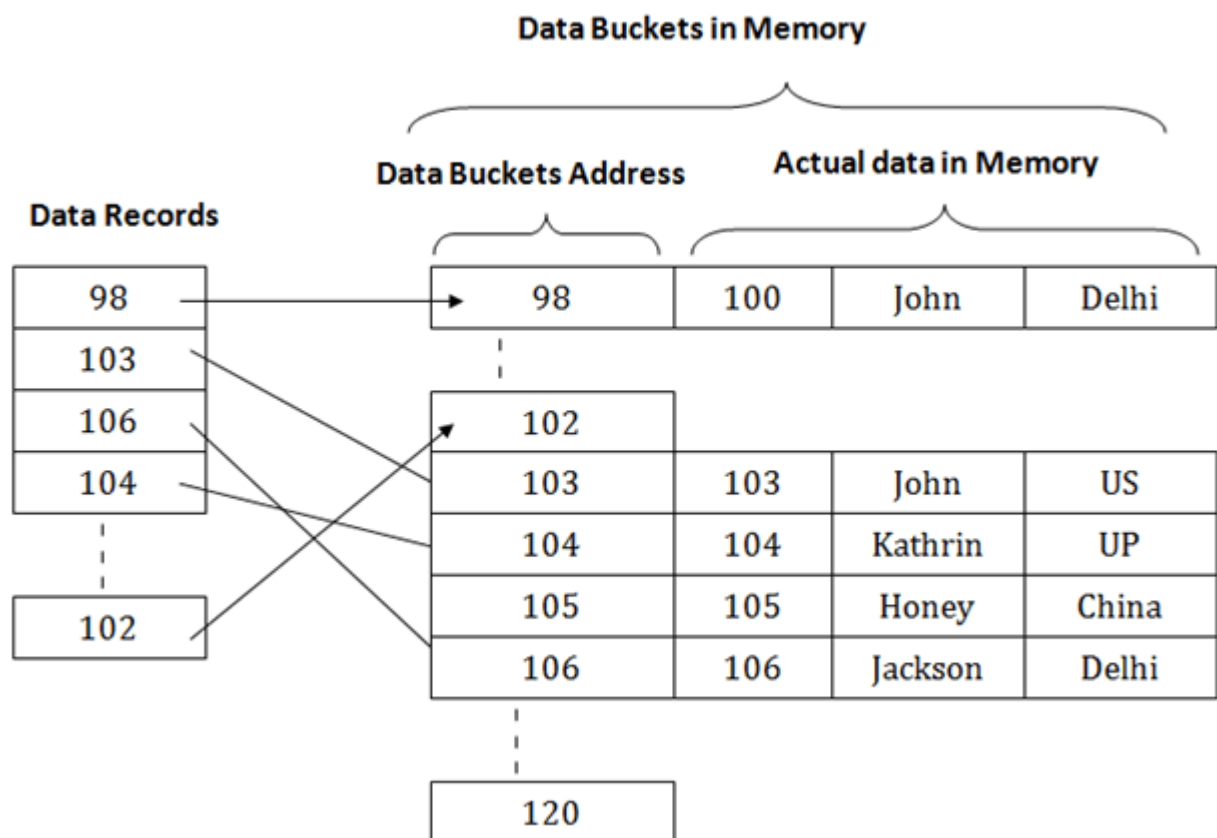 Data Buckets in Memory
Data Buckets Address
Actual data in Memory
Data Records
98
103
106
104
102
98 100 John Delhi
102
103 103 John US
104 104 Kathrin UP
105 105 Honey China
106 106 Jackson Delhi
120